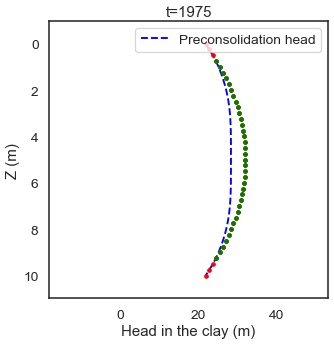 t=1975
Preconsolidation head
0
2
4
6
8
10
Z (m)
0 20 40
Head in the clay (m)